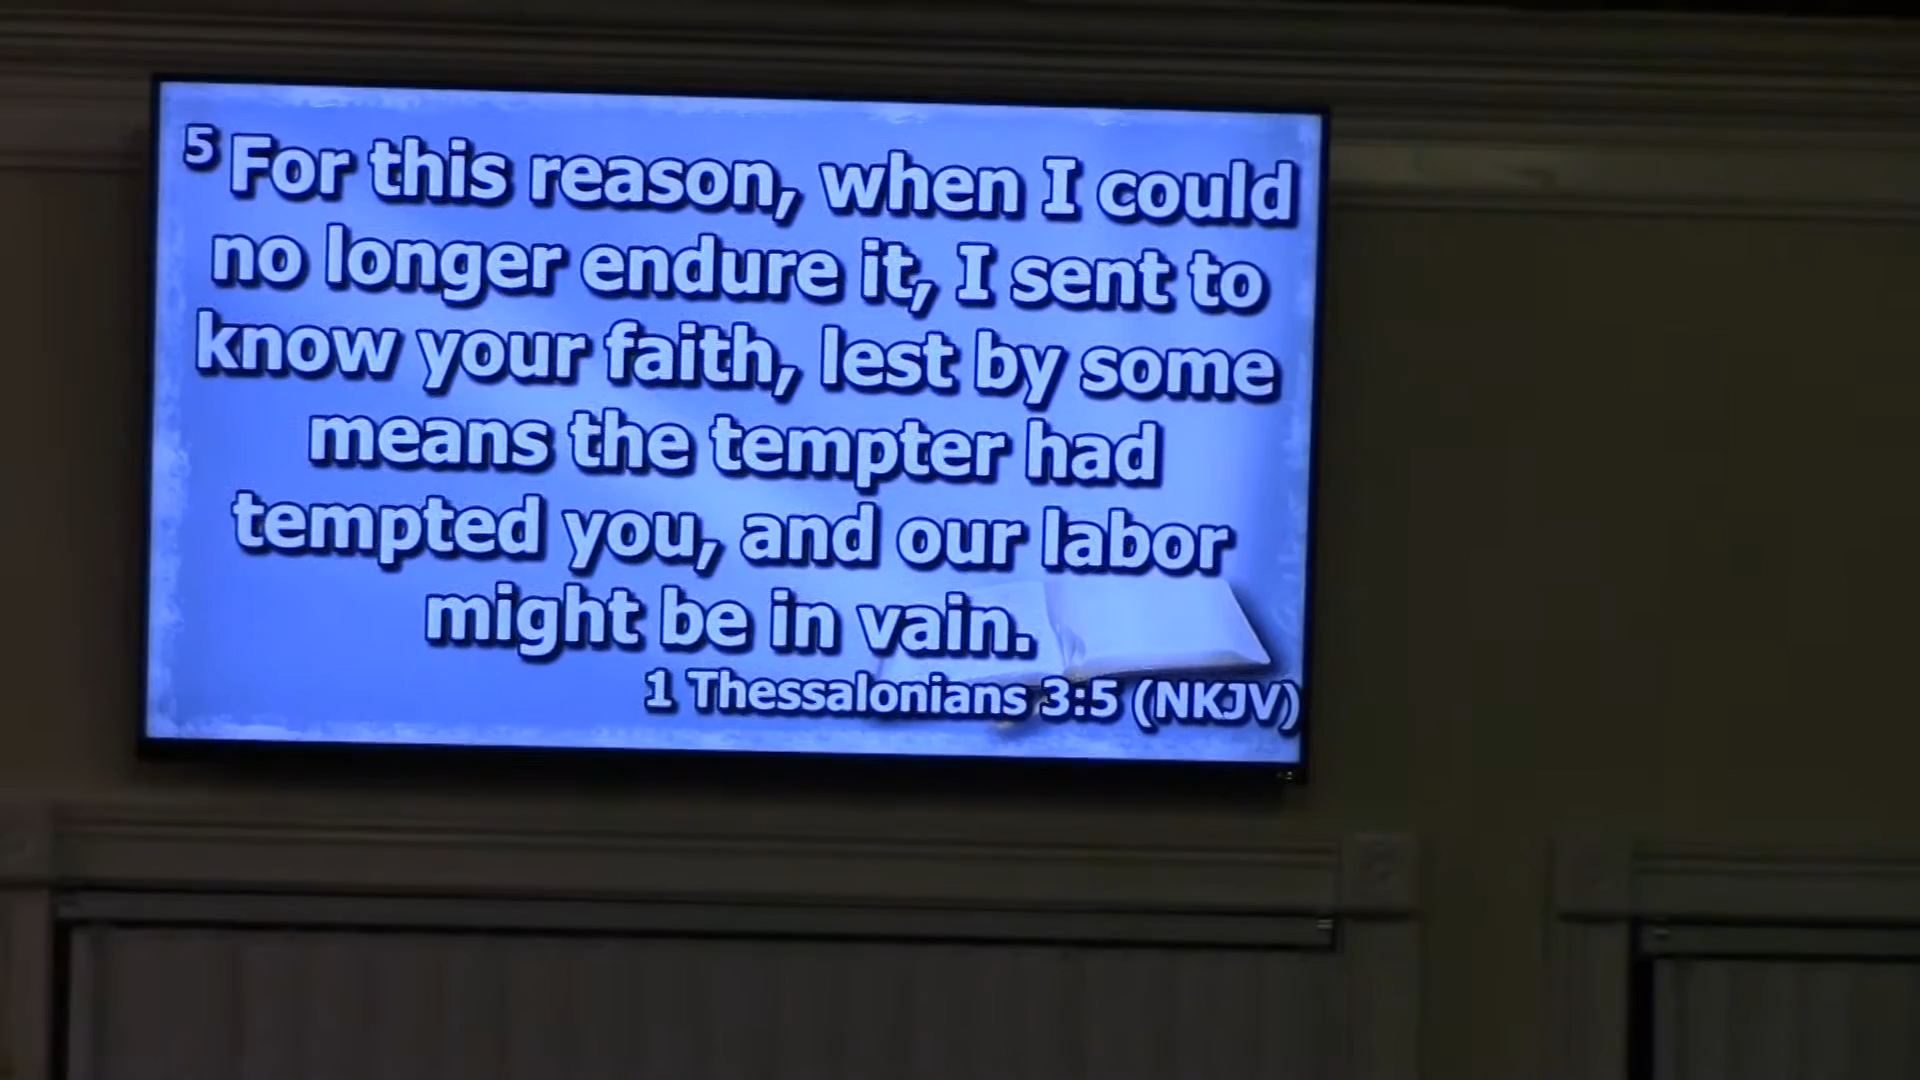 5 For this reason, when I could
no longer endure it, I sent to
know your faith, lest by some
means the tempter had
tempted you, and our labor
might be in vain.
1 Thessalonians 3:5 (NKJV)